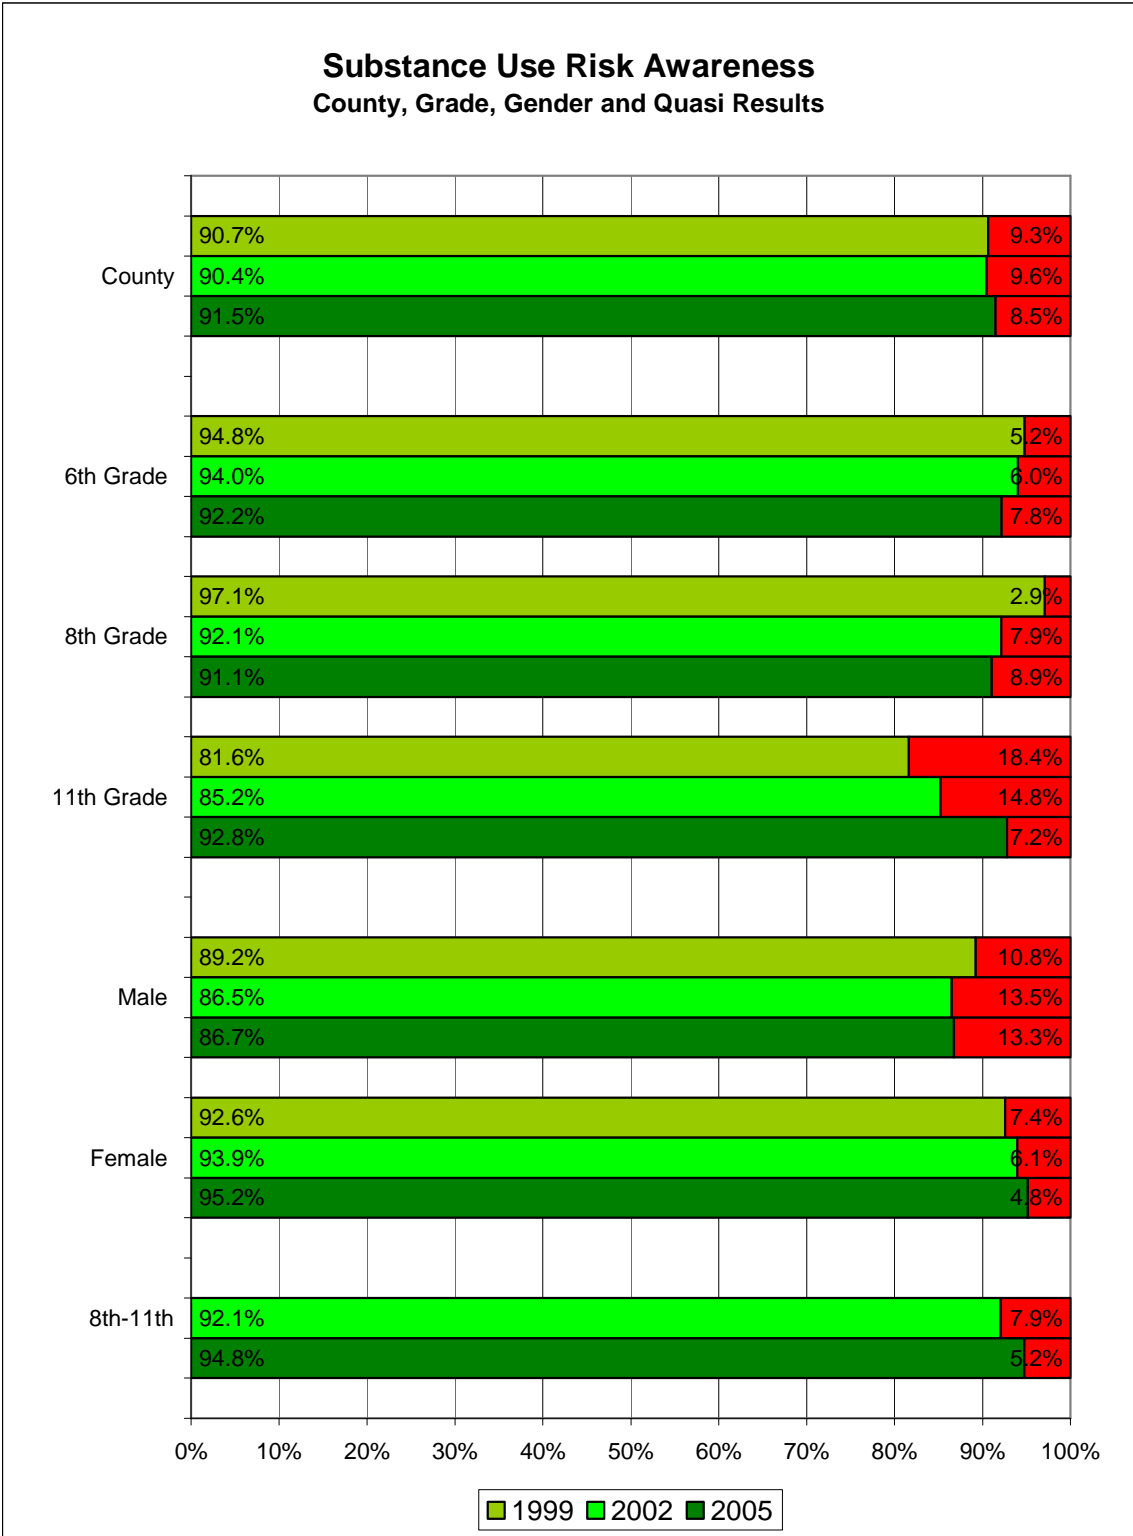 Substance Use Risk Awareness
County, Grade, Gender and Quasi Results
90.7% 9.3%
County 90.4% 9.6%
91.5% 8.5%
94.8% 5.2%
6th Grade 94.0% 6.0%
92.2% 7.8%
97.1% 2.9%
8th Grade 92.1% 7.9%
91.1% 8.9%
81.6% 18.4%
11th Grade 85.2% 14.8%
92.8% 7.2%
89.2% 10.8%
Male 86.5% 13.5%
86.7% 13.3%
92.6% 7.4%
Female 93.9% 6.1%
95.2% 4.8%
8th-11th 92.1% 7.9%
94.8% 5.2%
0% 10% 20% 30% 40% 50% 60% 70% 80% 90% 100%
1999 2002 2005